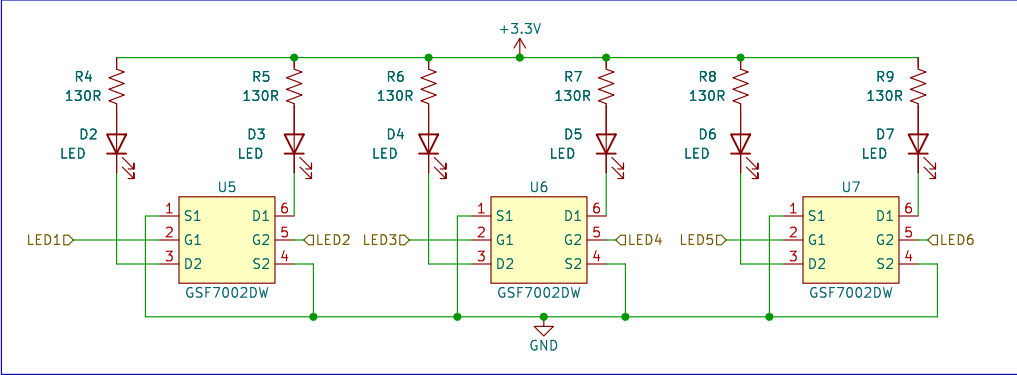 +3.3V
R4
130R
R5
130R
R6
130R
R7
130R
R8
130R
R9
130R
D2
LED
D3
LED
D4
LED
D5
LED
D6
LED
D7
LED
U5
1 S1 D1 6
LED1 2 G1 G2 5 LED2
3 D2 S2 4
GSF7002DW
U6
1 S1 D1 6
LED3 2 G1 G2 5 LED4
3 D2 S2 4
GSF7002DW
U7
1 S1 D1 6
LED5 2 G1 G2 5 LED6
3 D2 S2 4
GSF7002DW
GND